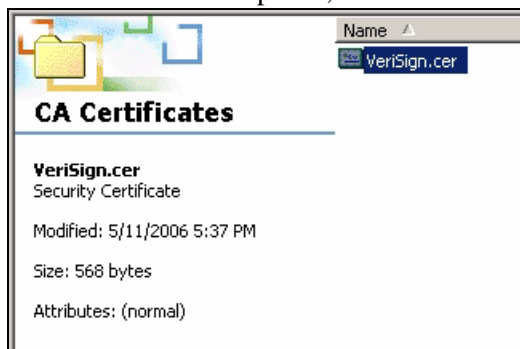 CA Certificates
VeriSign.cer
Security Certificate
Modified: 5/11/2006 5:37 PM
Size: 568 bytes
Attributes: (normal)
Name
VeriSign.cer